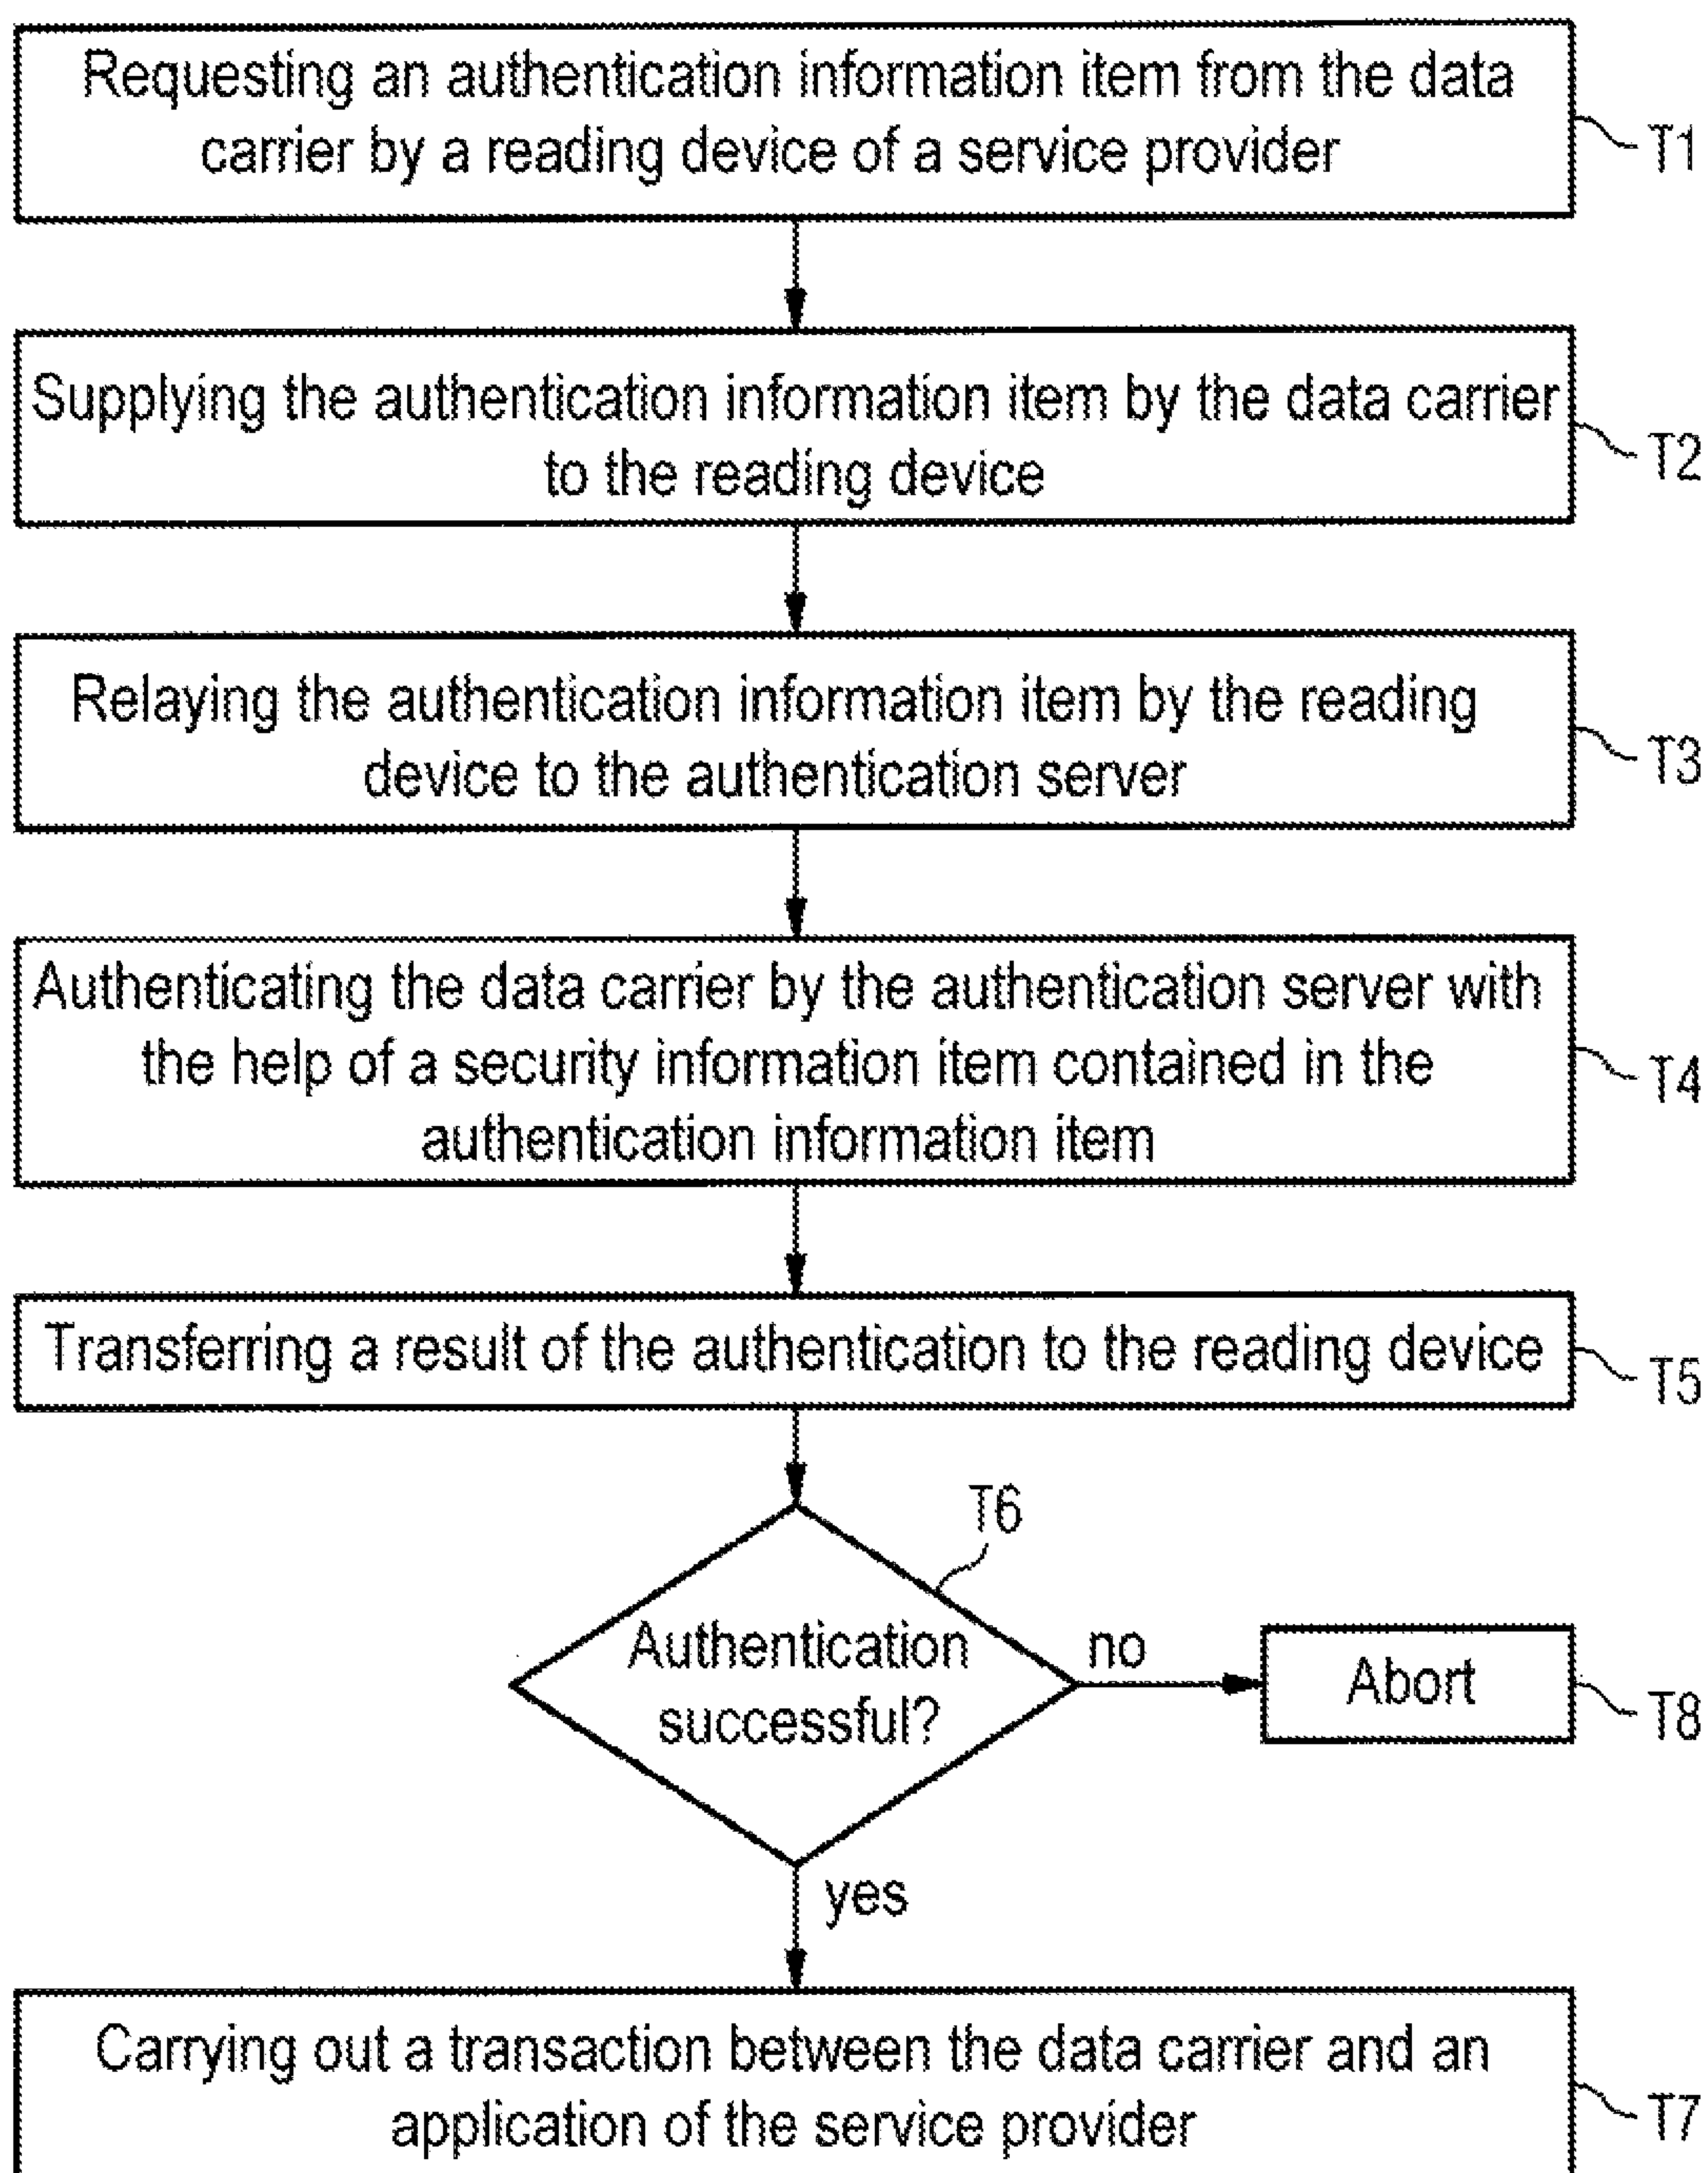 Requesting an authentication information item from the data
carrier by a reading device of a service provider
T1
Supplying the authentication information item by the data carrier
to the reading device
T2
Relaying the authentication information item by the reading
device to the authentication server
T3
Authenticating the data carrier by the authentication server with
the help of a security information item contained in the
authentication information item
T4
Transferring a result of the authentication to the reading device
T5
T6
Authentication
successful?
no
Abort
T8
yes
Carrying out a transaction between the data carrier and an
application of the service provider
T7